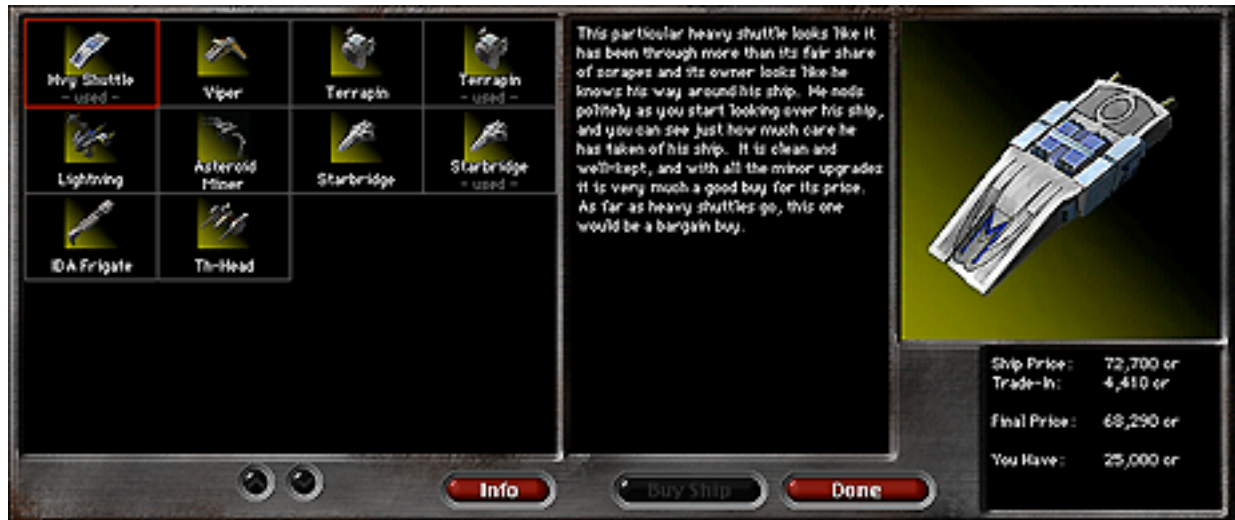 Hvy Shuttle
- used -
Viper
Terrapin
Terrapin
- used -
Lightning
Asteroid
Miner
Starbridge
Starbridge
- used -
IDA Frigate
Th-Head
This particular heavy shuttle looks like it
has been through more than its fair share
of scrapes and its owner looks like he
knows his way around his ship. He nods
politely as you start looking over his ship,
and you can see just how much care he
has taken of his ship. It is clean and
well-kept, and with all the minor upgrades
it is very much a good buy for its price.
As far as heavy shuttles go, this one
would be a bargain buy.
Ship Price: 72,700 cr
Trade-In: 4,410 cr
Final Price: 68,290 cr
You Have: 25,000 cr
Info
Buy Ship
Done